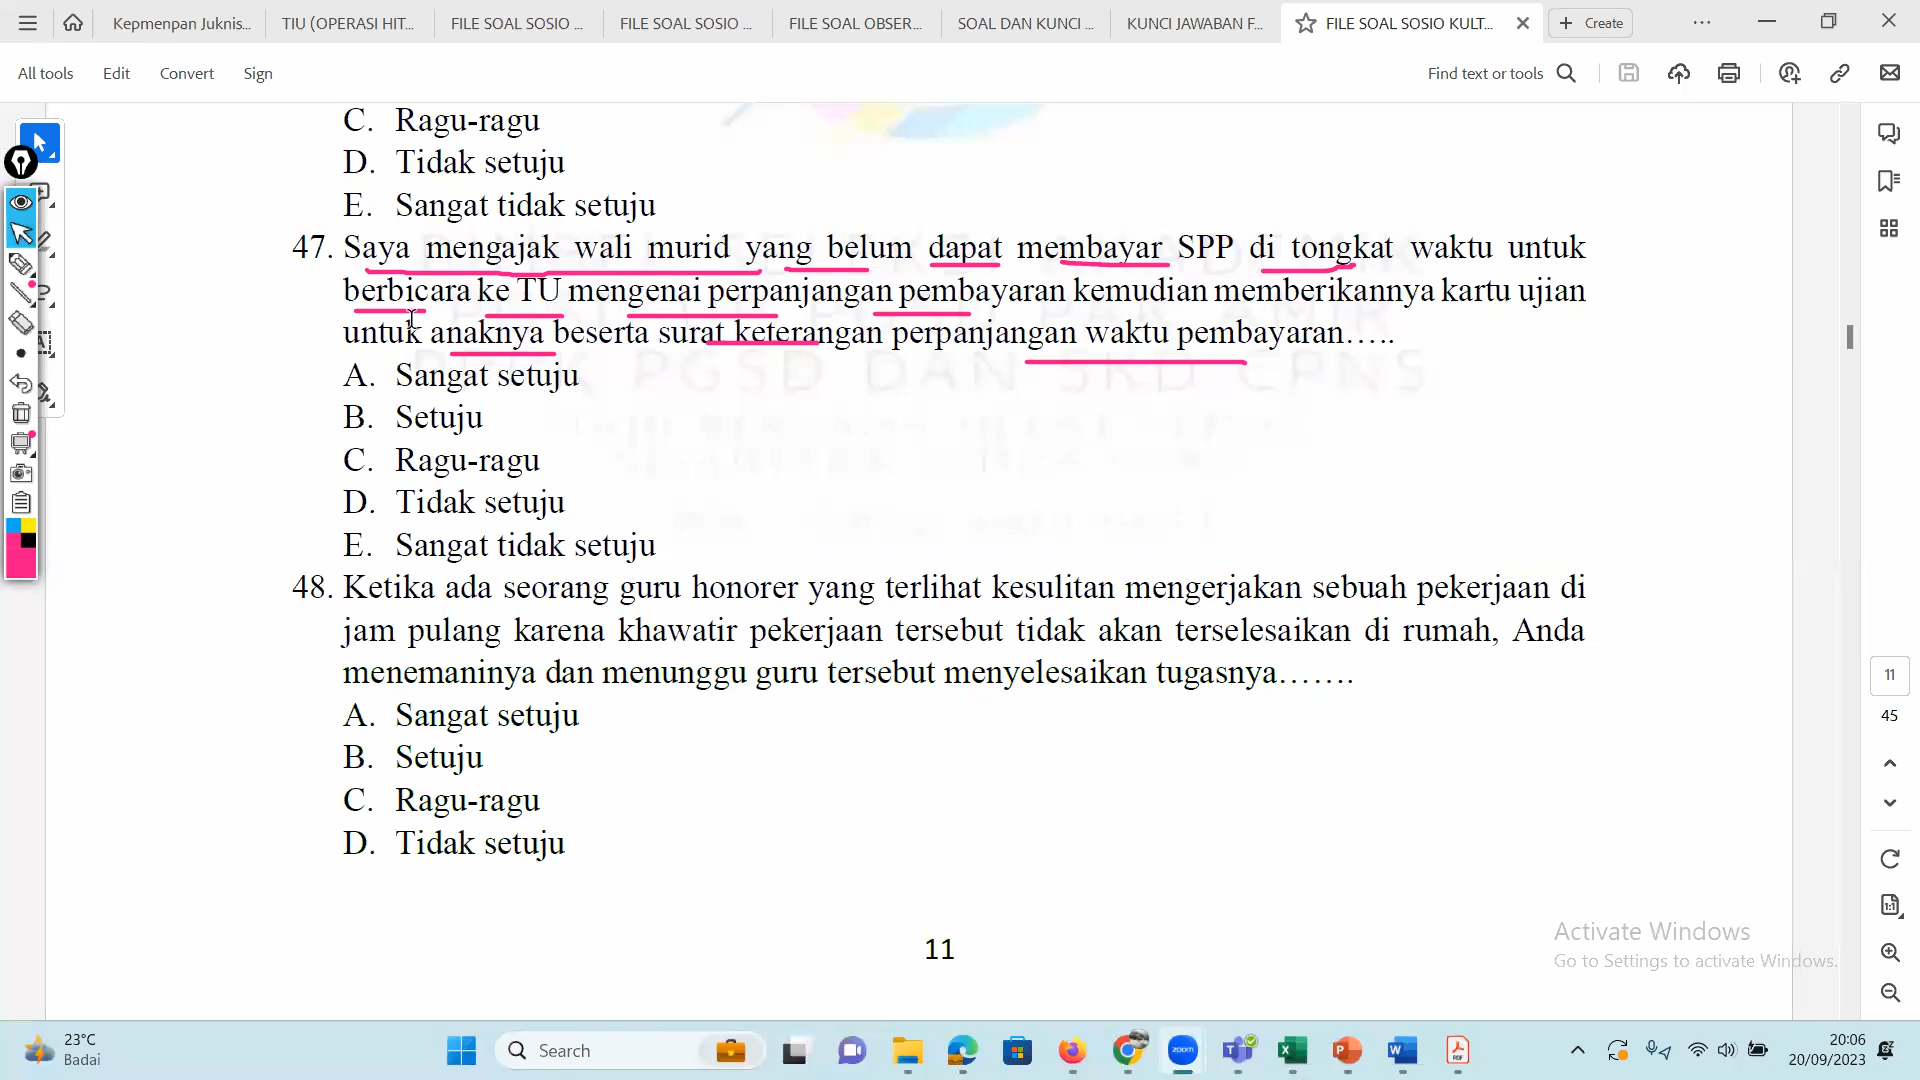 Kepmenpan Juknis...
TIU (OPERASI HIT...
FILE SOAL SOSIO ...
FILE SOAL SOSIO ...
FILE SOAL OBSER...
SOAL DAN KUNCI ...
KUNCI JAWABAN F...
FILE SOAL SOSIO KULT...
Create
All tools
Edit
Convert
Sign
Find text or tools
C. Ragu-ragu
D. Tidak setuju
E. Sangat tidak setuju
47. Saya mengajak wali murid yang belum dapat membayar SPP di tongkat waktu untuk
berbicara ke TU mengenai perpanjangan pembayaran kemudian memberikannya kartu ujian
untuk anaknya beserta surat keterangan perpanjangan waktu pembayaran…..
A. Sangat setuju
B. Setuju
C. Ragu-ragu
D. Tidak setuju
E. Sangat tidak setuju
48. Ketika ada seorang guru honorer yang terlihat kesulitan mengerjakan sebuah pekerjaan di
jam pulang karena khawatir pekerjaan tersebut tidak akan terselesaikan di rumah, Anda
menemaninya dan menunggu guru tersebut menyelesaikan tugasnya…….
A. Sangat setuju
B. Setuju
C. Ragu-ragu
D. Tidak setuju
11
PGSD DAN SKD CPNS
11
45
Activate Windows
Go to Settings to activate Windows.
23°C
Badai
Search
zoom
20:06
20/09/2023